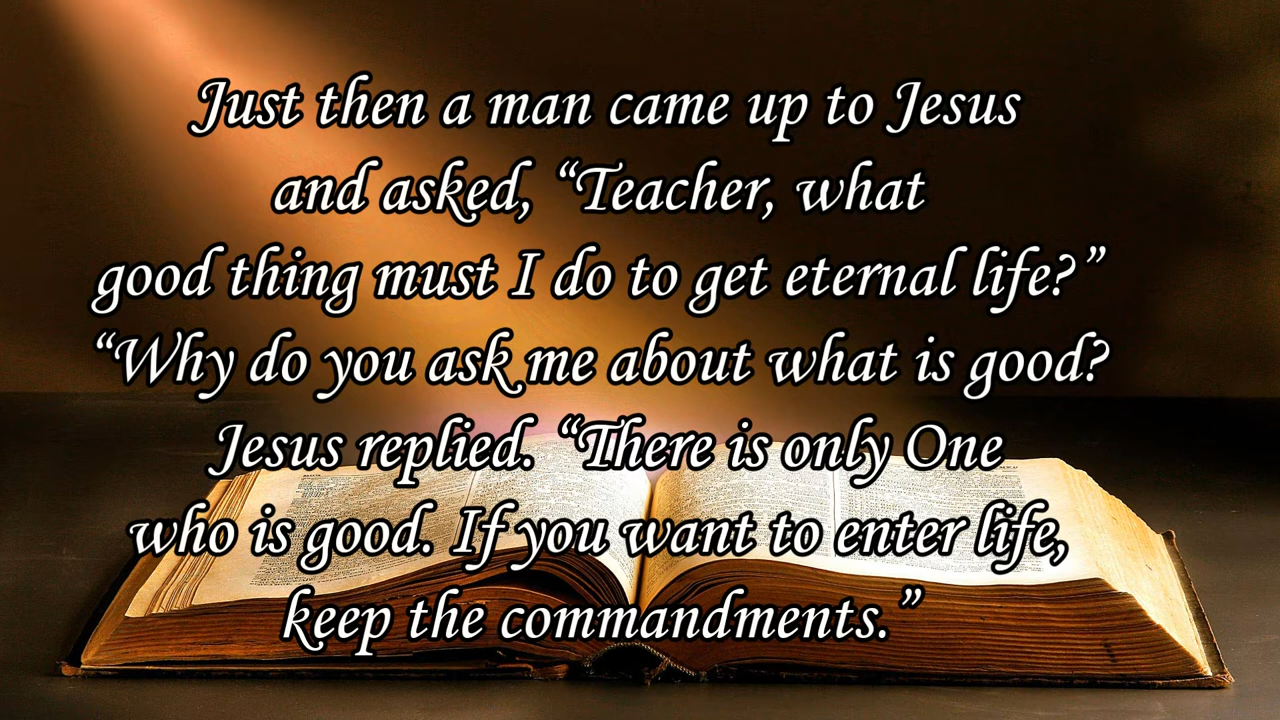 Just then a man came up to Jesus
and asked, “Teacher, what
good thing must I do to get eternal life?”
“Why do you ask me about what is good?
Jesus replied. “There is only One
who is good. If you want to enter life,
keep the commandments.”